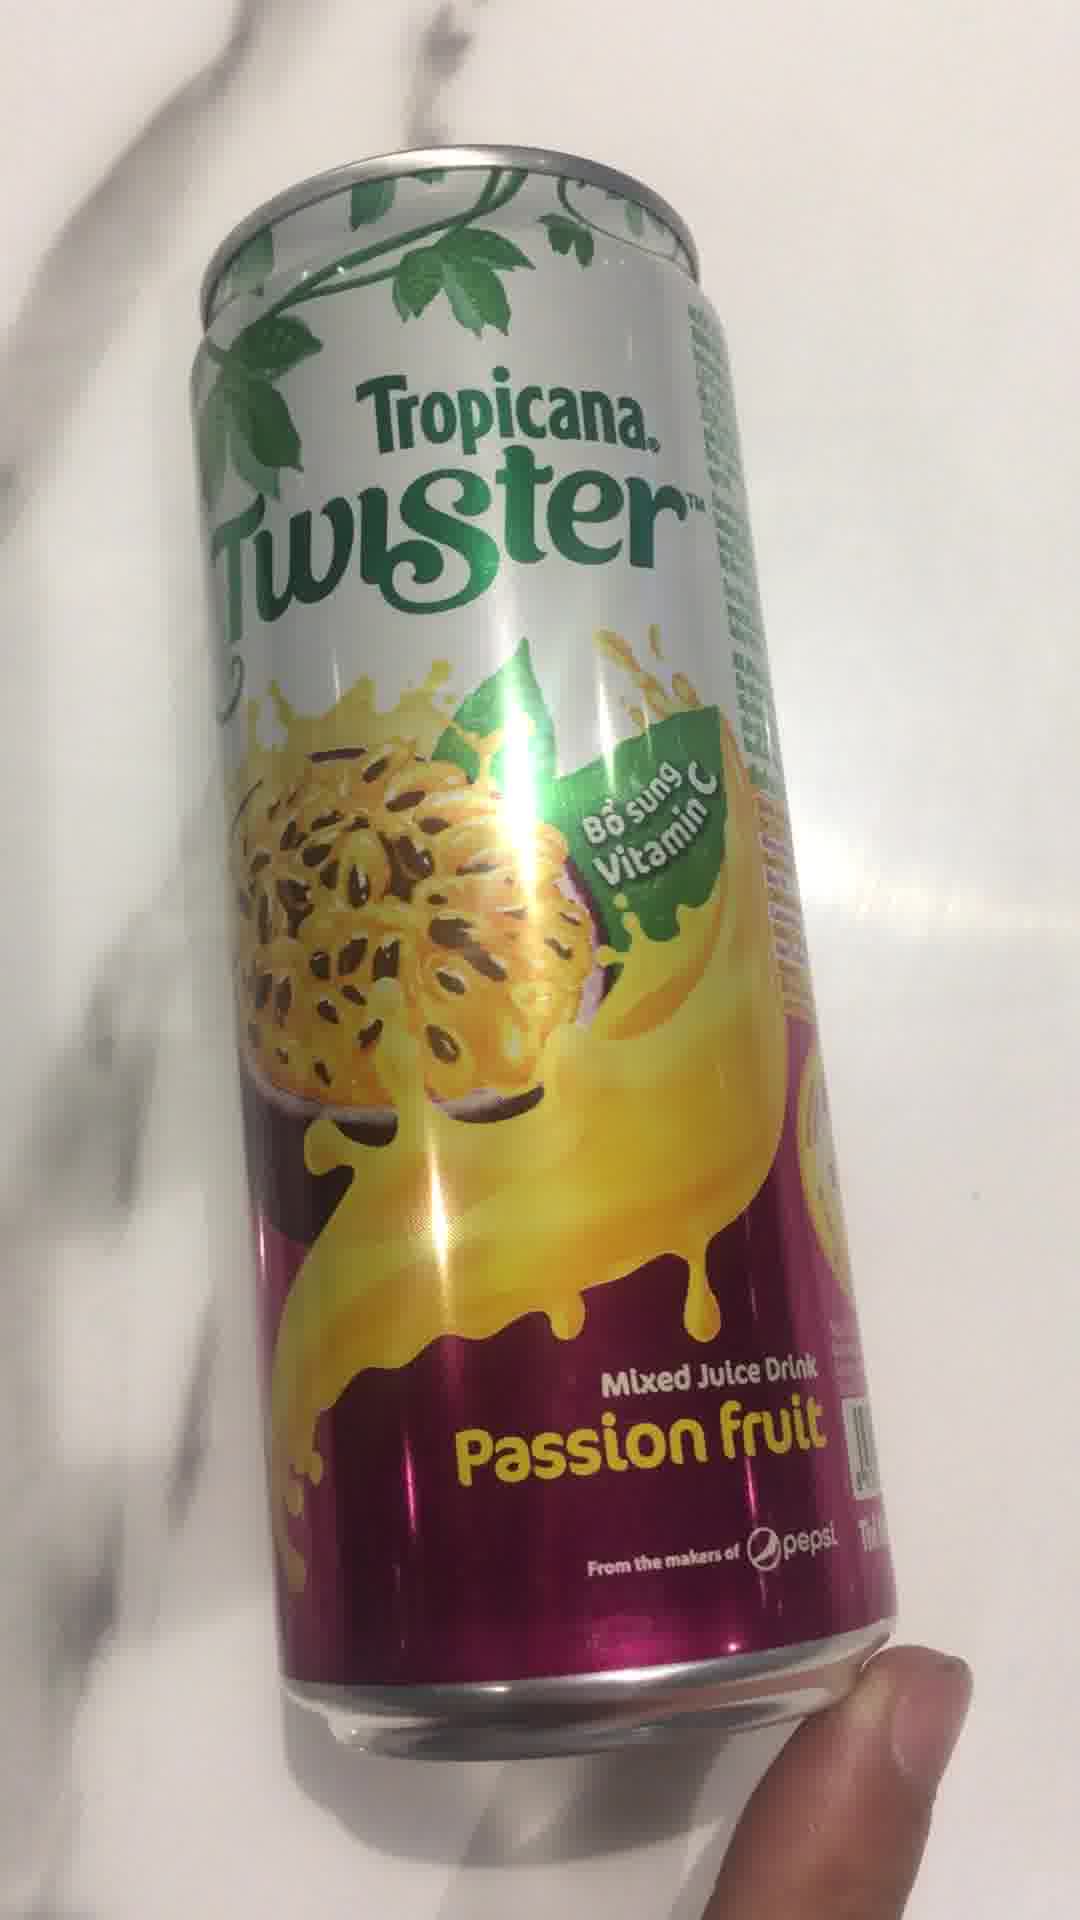 Tropicana®
Twister™
Bổ sung
Vitamin C
Mixed Juice Drink
Passion fruit
From the makers of pepsi